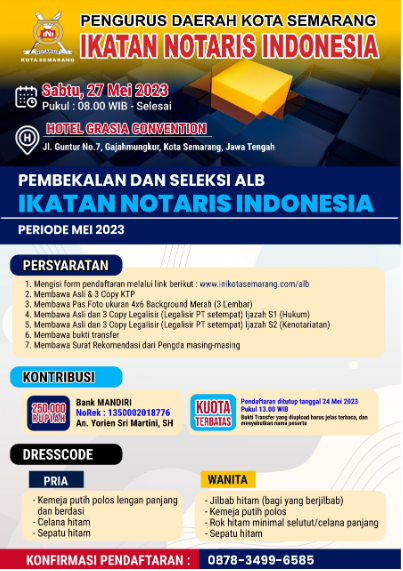 INI
KOTA SEMARANG
PENGURUS DAERAH KOTA SEMARANG
IKATAN NOTARIS INDONESIA
Sabtu, 27 Mei 2023
Pukul : 08.00 WIB - Selesai
HOTEL GRASIA CONVENTION
Jl. Guntur No.7, Gajahmungkur, Kota Semarang, Jawa Tengah
PEMBEKALAN DAN SELEKSI ALB
IKATAN NOTARIS INDONESIA
PERIODE MEI 2023
PERSYARATAN
1. Mengisi form pendaftaran melalui link berikut : www.inikotasemarang.com/alb
2. Membawa Asli & 3 Copy KTP
3. Membawa Pas Foto ukuran 4x6 Background Merah (3 Lembar)
4. Membawa Asli dan 3 Copy Legalisir (Legalisir PT setempat) Ijazah S1 (Hukum)
5. Membawa Asli dan 3 Copy Legalisir (Legalisir PT setempat) Ijazah S2 (Kenotariatan)
6. Membawa bukti transfer
7. Membawa Surat Rekomendasi dari Pengda masing-masing
KONTRIBUSI
250.000
RUPIAH
Bank MANDIRI
NoRek : 1350002018776
An. Yorien Sri Martini, SH
KUOTA
TERBATAS
Pendaftaran ditutup tanggal 24 Mei 2023
Pukul 13.00 WIB
Bakti Transfer yang diupload harus jelas terbaca, dan
menyebutkan nama peserta
DRESSCODE
PRIA
- Kemeja putih polos lengan panjang
dan berdasi
- Celana hitam
- Sepatu hitam
WANITA
- Jilbab hitam (bagi yang berjilbab)
- Kemeja putih polos
- Rok hitam minimal selutut/celana panjang
- Sepatu hitam
KONFIRMASI PENDAFTARAN : 0878-3499-6585